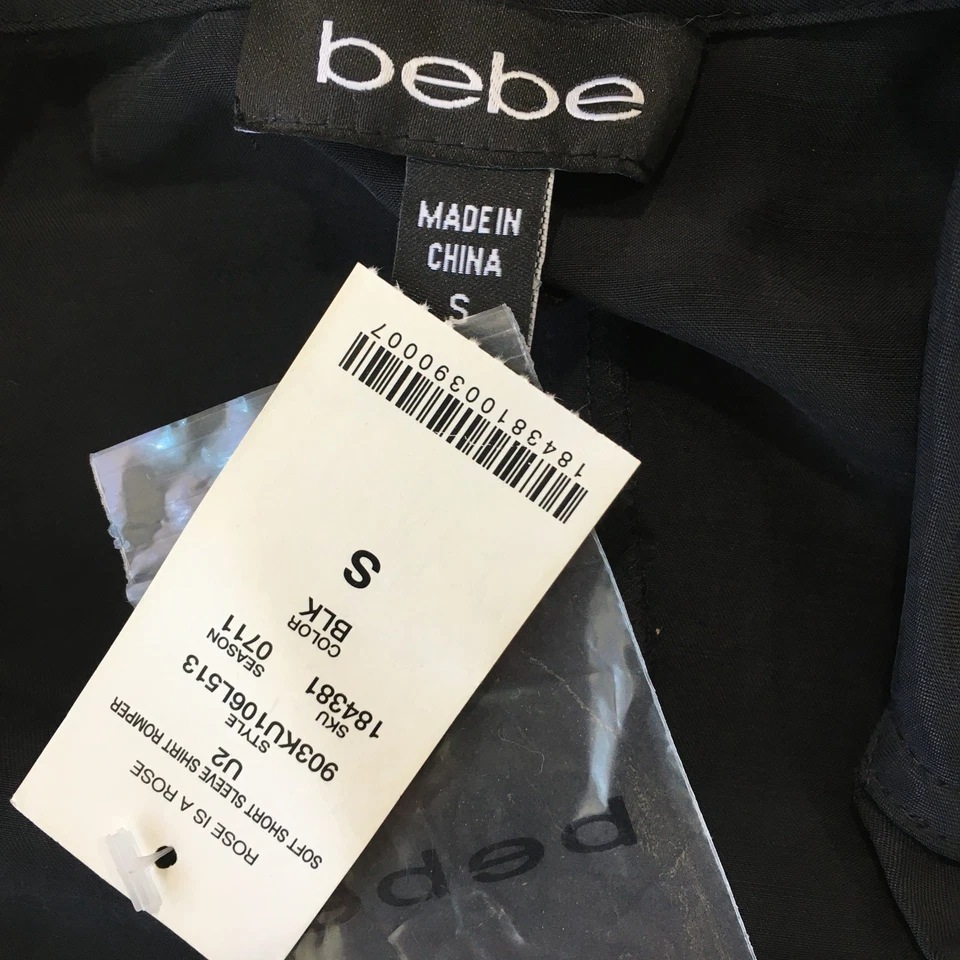 bebe
MADE IN
CHINA
S
ROSE IS A ROSE
SOFT SHORT SLEEVE SHIRT ROMPER
U2
STYLE
903KU106L513
SEASON
0711
SKU
184381
COLOR
BLK
S
18438100390007
bebe